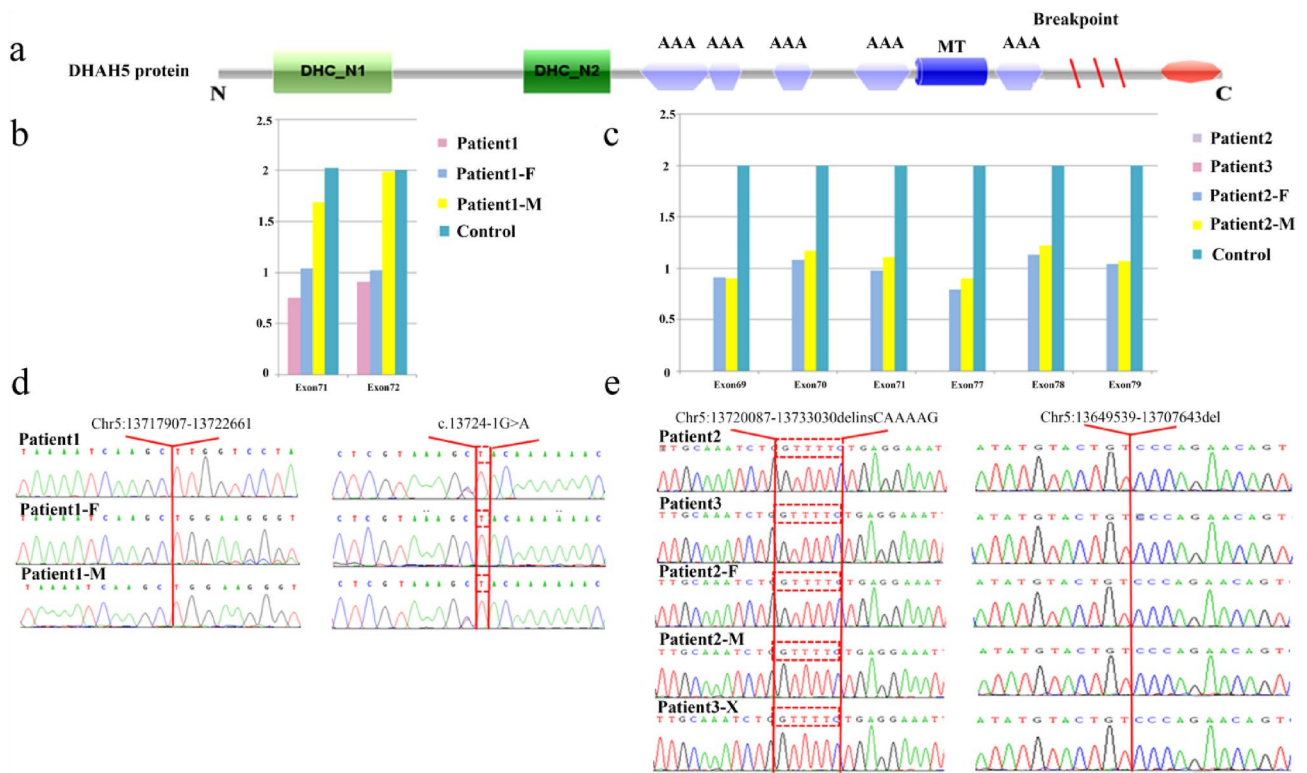 Breakpoint
a
AAA AAA AAA AAA MT AAA
DHAH5 protein
DHC_N1
DHC_N2
N
C
b
2.5
2
1.5
1
0.5
0
Exon71
Exon72
Patient1
Patient1-F
Patient1-M
Control
c
2.5
2
1.5
1
0.5
0
Exon69
Exon70
Exon71
Exon77
Exon78
Exon79
Patient2
Patient3
Patient2-F
Patient2-M
Control
d
Chr5:13717907-13722661
c.13724-1G>A
Patient1
T A A A A T C A A G C T T G G T C C T A
C T C G T A A A G C T A C A A A A A C
Patient1-F
T A A A A T C A A G C T G G A A G G G T
C T C G T A A A G C T A C A A A A A C
Patient1-M
T A A A A T C A A G C T G G A A G G G T
C T C G T A A A G C T A C A A A A A C
e
Chr5:13720087-13733030delinsCAAAAG
Chr5:13649539-13707643del
Patient2
T T G C A A A T C T G T T T T C T G A G G A A A T
A T A T G T A C T G T C C C A G A A C A G T
Patient3
T T G C A A A T C T G G T T T T C T G A G G A A A T
A T A T G T A C T G T C C C A G A A C A G T
Patient2-F
T T G C A A A T C T G T T T T C T G A G G A A A T
A T A T G T A C T G T C C C A G A A C A G T
Patient2-M
T T G C A A A T C T G T T T T C T G A G G A A A T
A T A T G T A C T G T C C C A G A A C A G T
Patient3-X
T T G C A A A T C T G G T T T T C T G A G G A A A T
A T A T G T A C T G T C C C A G A A C A G T